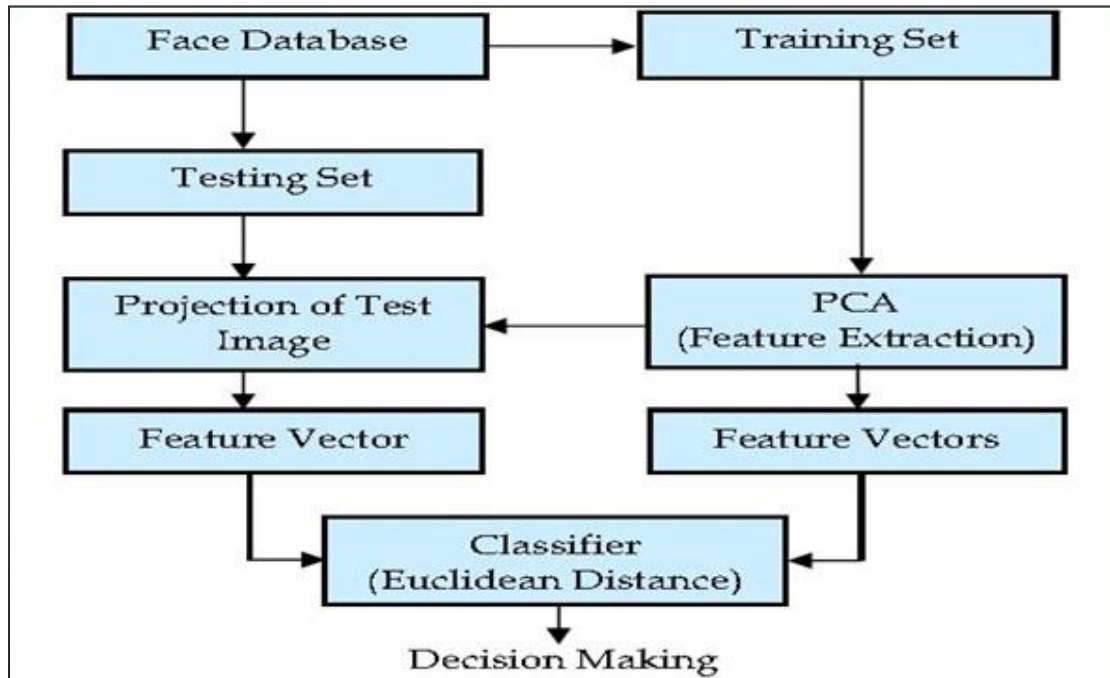 Face Database
Training Set
Testing Set
Projection of Test
Image
PCA
(Feature Extraction)
Feature Vector
Feature Vectors
Classifier
(Euclidean Distance)
Decision Making